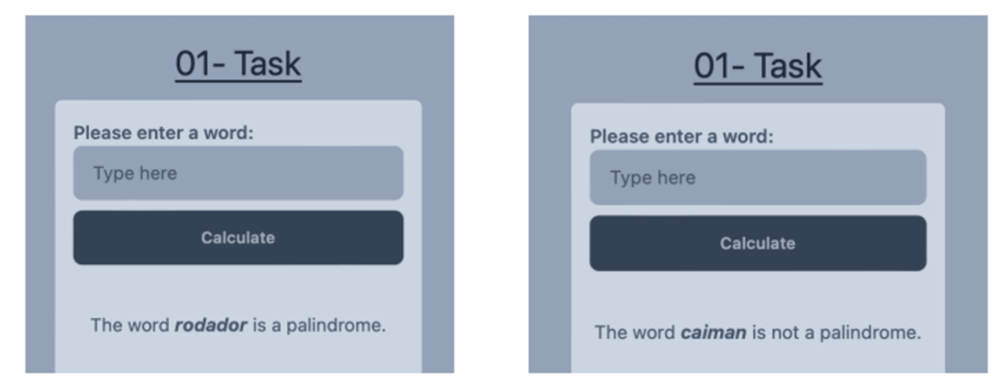 01- Task
Please enter a word:
Type here
Calculate
The word rodador is a palindrome.
01- Task
Please enter a word:
Type here
Calculate
The word caiman is not a palindrome.